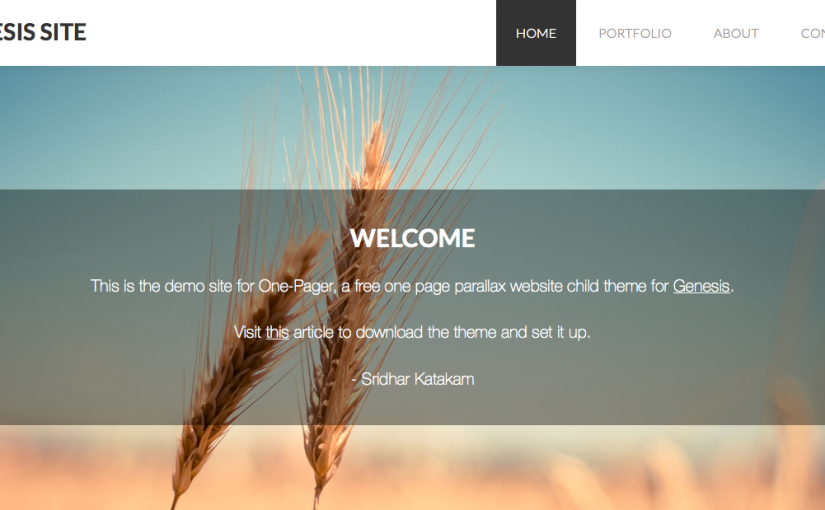 ESIS SITE
HOME PORTFOLIO ABOUT CON
WELCOME
This is the demo site for One-Pager, a free one page parallax website child theme for Genesis.
Visit this article to download the theme and set it up.
- Sridhar Katakam